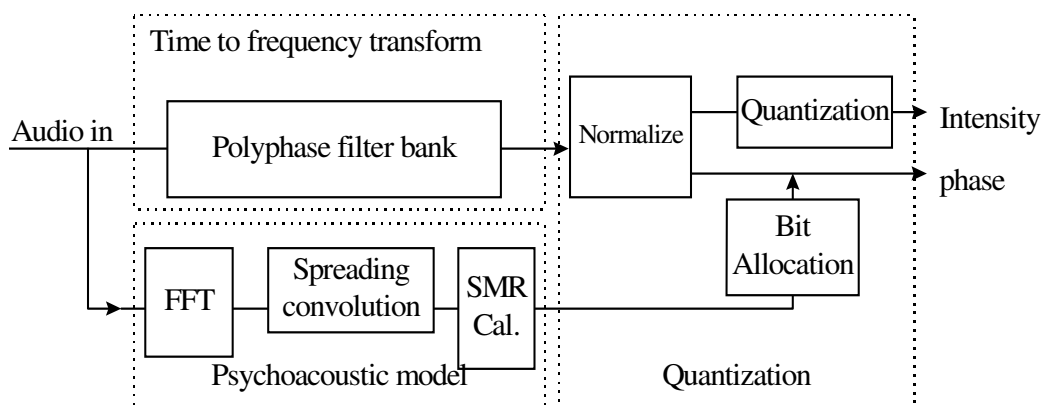 Time to frequency transform
Audio in
Polyphase filter bank
Normalize
Quantization
Intensity
phase
Bit
Allocation
FFT
Spreading
convolution
SMR
Cal.
Psychoacoustic model
Quantization